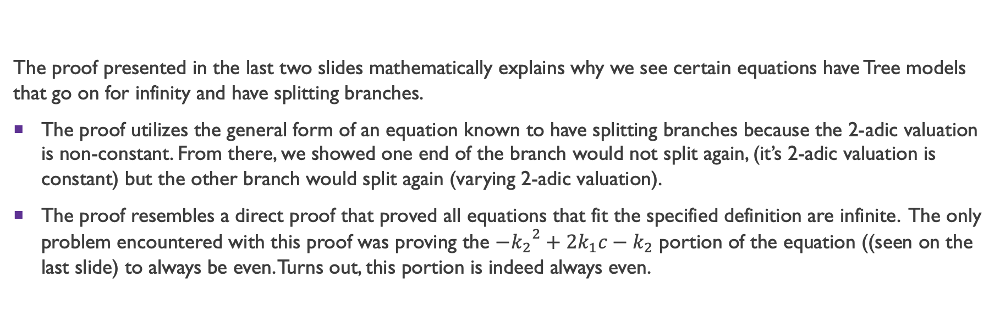 The proof presented in the last two slides mathematically explains why we see certain equations have Tree models
that go on for infinity and have splitting branches.
▪ The proof utilizes the general form of an equation known to have splitting branches because the 2-adic valuation
is non-constant. From there, we showed one end of the branch would not split again, (it’s 2-adic valuation is
constant) but the other branch would split again (varying 2-adic valuation).
▪ The proof resembles a direct proof that proved all equations that fit the specified definition are infinite. The only
problem encountered with this proof was proving the −k₂² + 2k₁c − k₂ portion of the equation ((seen on the
last slide) to always be even. Turns out, this portion is indeed always even.